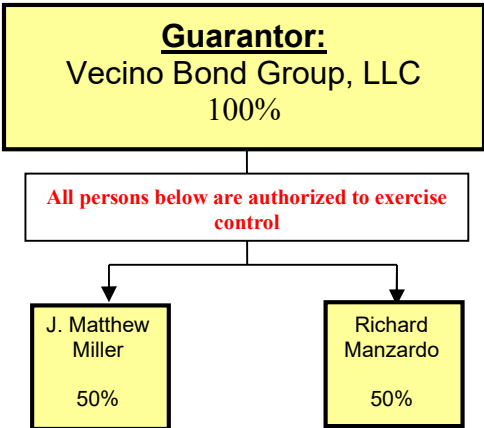 Guarantor:
Vecino Bond Group, LLC
100%
All persons below are authorized to exercise
control
J. Matthew
Miller
50%
Richard
Manzardo
50%